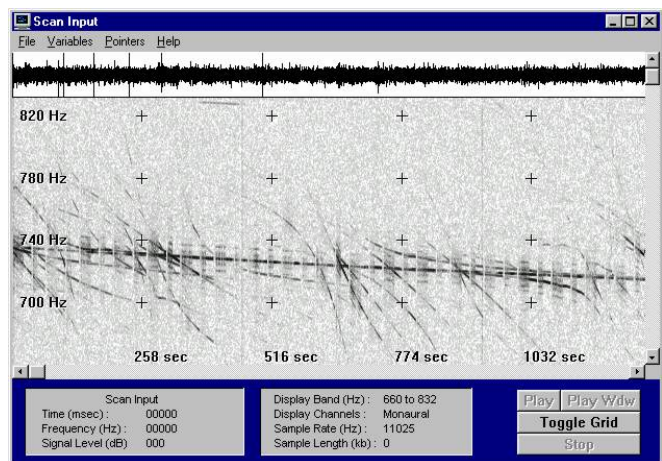 Scan Input
File Variables Pointers Help
820 Hz
780 Hz
740 Hz
700 Hz
258 sec 516 sec 774 sec 1032 sec
Scan Input
Time (msec) : 00000
Frequency (Hz) : 00000
Signal Level (dB) 000
Display Band (Hz) : 660 to 832
Display Channels : Monaural
Sample Rate (Hz) : 11025
Sample Length (kb) : 0
Play Play Wdw
Toggle Grid
Stop